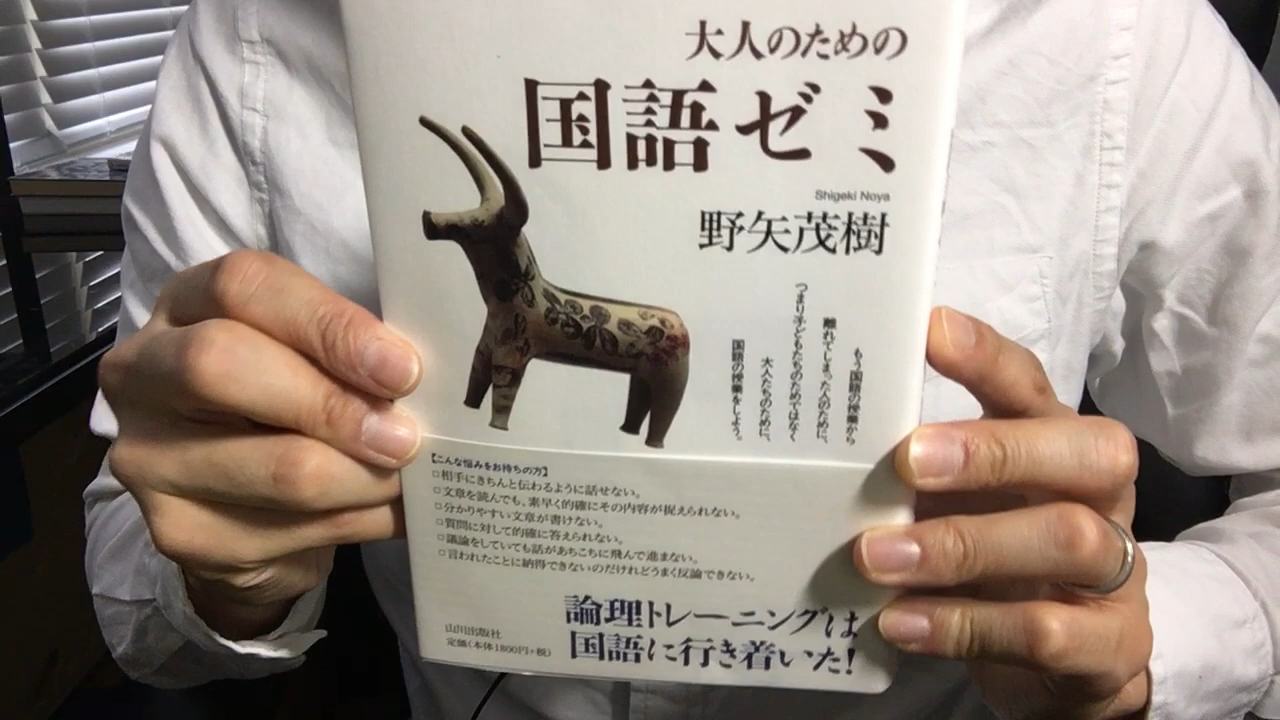 大人のための
国語ゼミ
Shigeki Noya
野矢茂樹
もう国語の授業から
離れてしまった人のために、
つまり子どもたちのためではなく
大人たちのために、
国語の授業をしよう。
【こんな悩みをお持ちの方】
□相手にきちんと伝わるように話せない。
□文章を読んでも、素早く的確にその内容が捉えられない。
□分かりやすい文章が書けない。
□質問に対して的確に答えられない。
□議論をしていても話があちこちに飛んで進まない。
□言われたことに納得できないのだけれどうまく反論できない。
論理トレーニングは
国語に行き着いた!
山川出版社
定価(本体1800円+税)